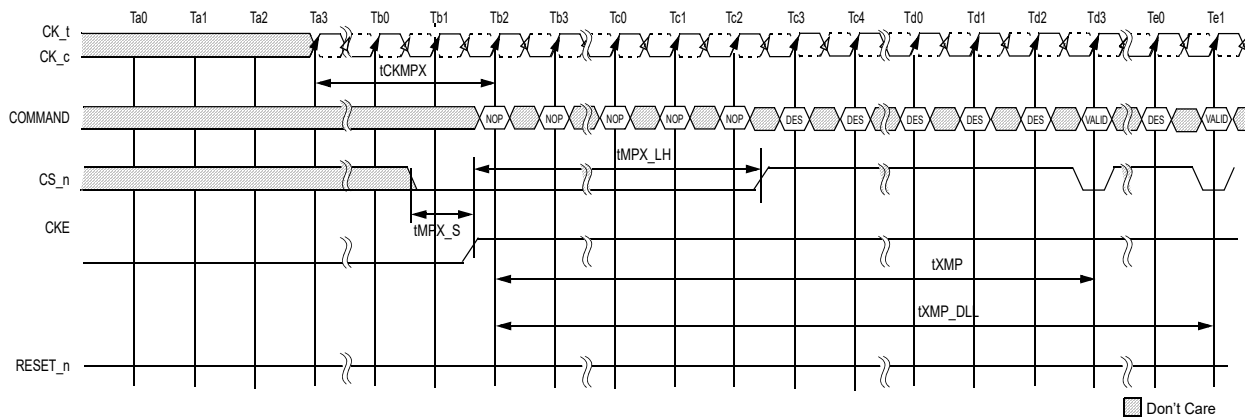 Ta0 Ta1 Ta2 Ta3 Tb0 Tb1 Tb2 Tb3 Tc0 Tc1 Tc2 Tc3 Tc4 Td0 Td1 Td2 Td3 Te0 Te1
CK_t
CK_c
tCKMPX
COMMAND NOP NOP NOP NOP NOP DES DES DES DES DES VALID DES VALID
tMPX_LH
CS_n
tMPX_S
CKE
tXMP
tXMP_DLL
RESET_n
Don't Care